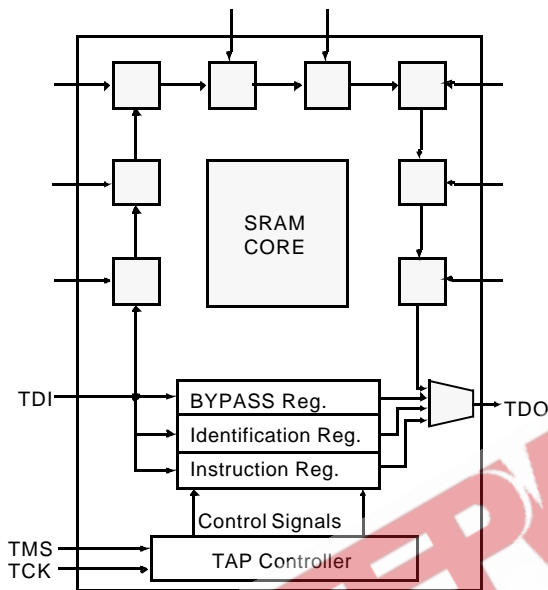 SRAM
CORE
TDI
BYPASS Reg.
TDO
Identification Reg.
Instruction Reg.
Control Signals
TMS
TAP Controller
TCK